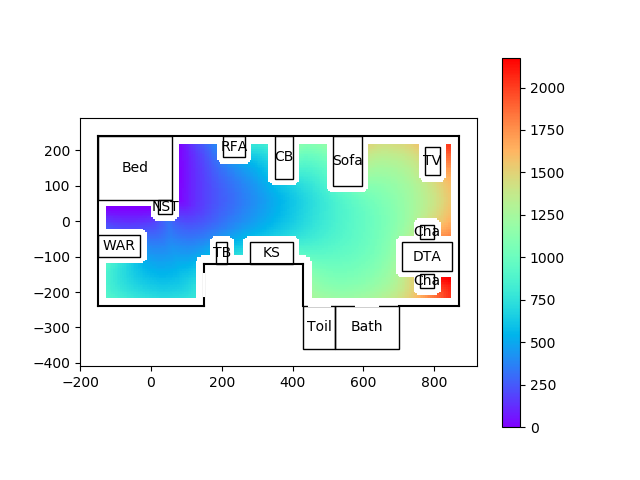 2000
1750
1500
1250
1000
750
500
250
0
200
100
0
−100
−200
−300
−400
−200
0
200
400
600
800
RFA
CB
Sofa
TV
Bed
NST
WAR
TB
KS
Cha
DTA
Cha
Toil
Bath